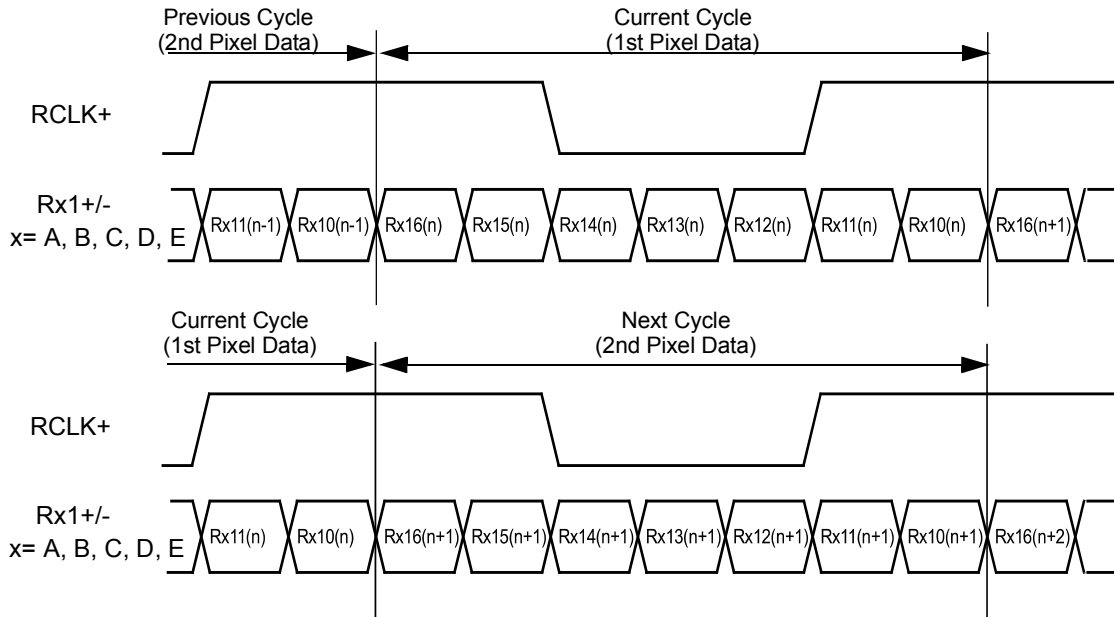 Previous Cycle
(2nd Pixel Data)
Current Cycle
(1st Pixel Data)
RCLK+
Rx1+/-
x= A, B, C, D, E
Rx11(n-1) Rx10(n-1) Rx16(n) Rx15(n) Rx14(n) Rx13(n) Rx12(n) Rx11(n) Rx10(n) Rx16(n+1)
Current Cycle
(1st Pixel Data)
Next Cycle
(2nd Pixel Data)
RCLK+
Rx1+/-
x= A, B, C, D, E
Rx11(n) Rx10(n) Rx16(n+1) Rx15(n+1) Rx14(n+1) Rx13(n+1) Rx12(n+1) Rx11(n+1) Rx10(n+1) Rx16(n+2)